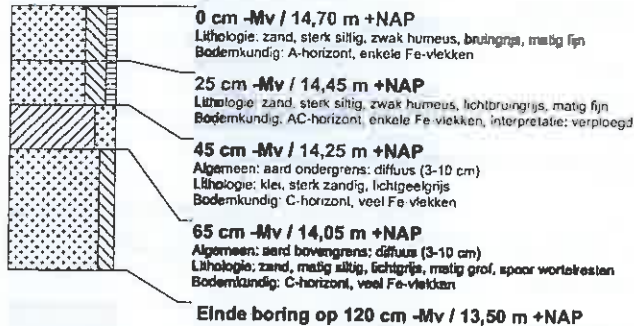 0 cm -Mv / 14,70 m +NAP
Lithologie: zand, sterk siltig, zwak humeus, bruingrijs, matig fijn
Bodemkundig: A-horizont, enkele Fe-vlekken
25 cm -Mv / 14,45 m +NAP
Lithologie: zand, sterk siltig, zwak humeus, lichtbruingrijs, matig fijn
Bodemkundig: AC-horizont, enkele Fe-vlekken, interpretatie: verploegd
45 cm -Mv / 14,25 m +NAP
Algemeen: aard ondergrens: diffuus (3-10 cm)
Lithologie: klei, sterk zandig, lichtgeelgrijs
Bodemkundig: C-horizont, veel Fe-vlekken
65 cm -Mv / 14,05 m +NAP
Algemeen: aard bovengrens: diffuus (3-10 cm)
Lithologie: zand, matig siltig, lichtgrijs, matig grof, spoor wortelresten
Bodemkundig: C-horizont, veel Fe-vlekken
Einde boring op 120 cm -Mv / 13,50 m +NAP